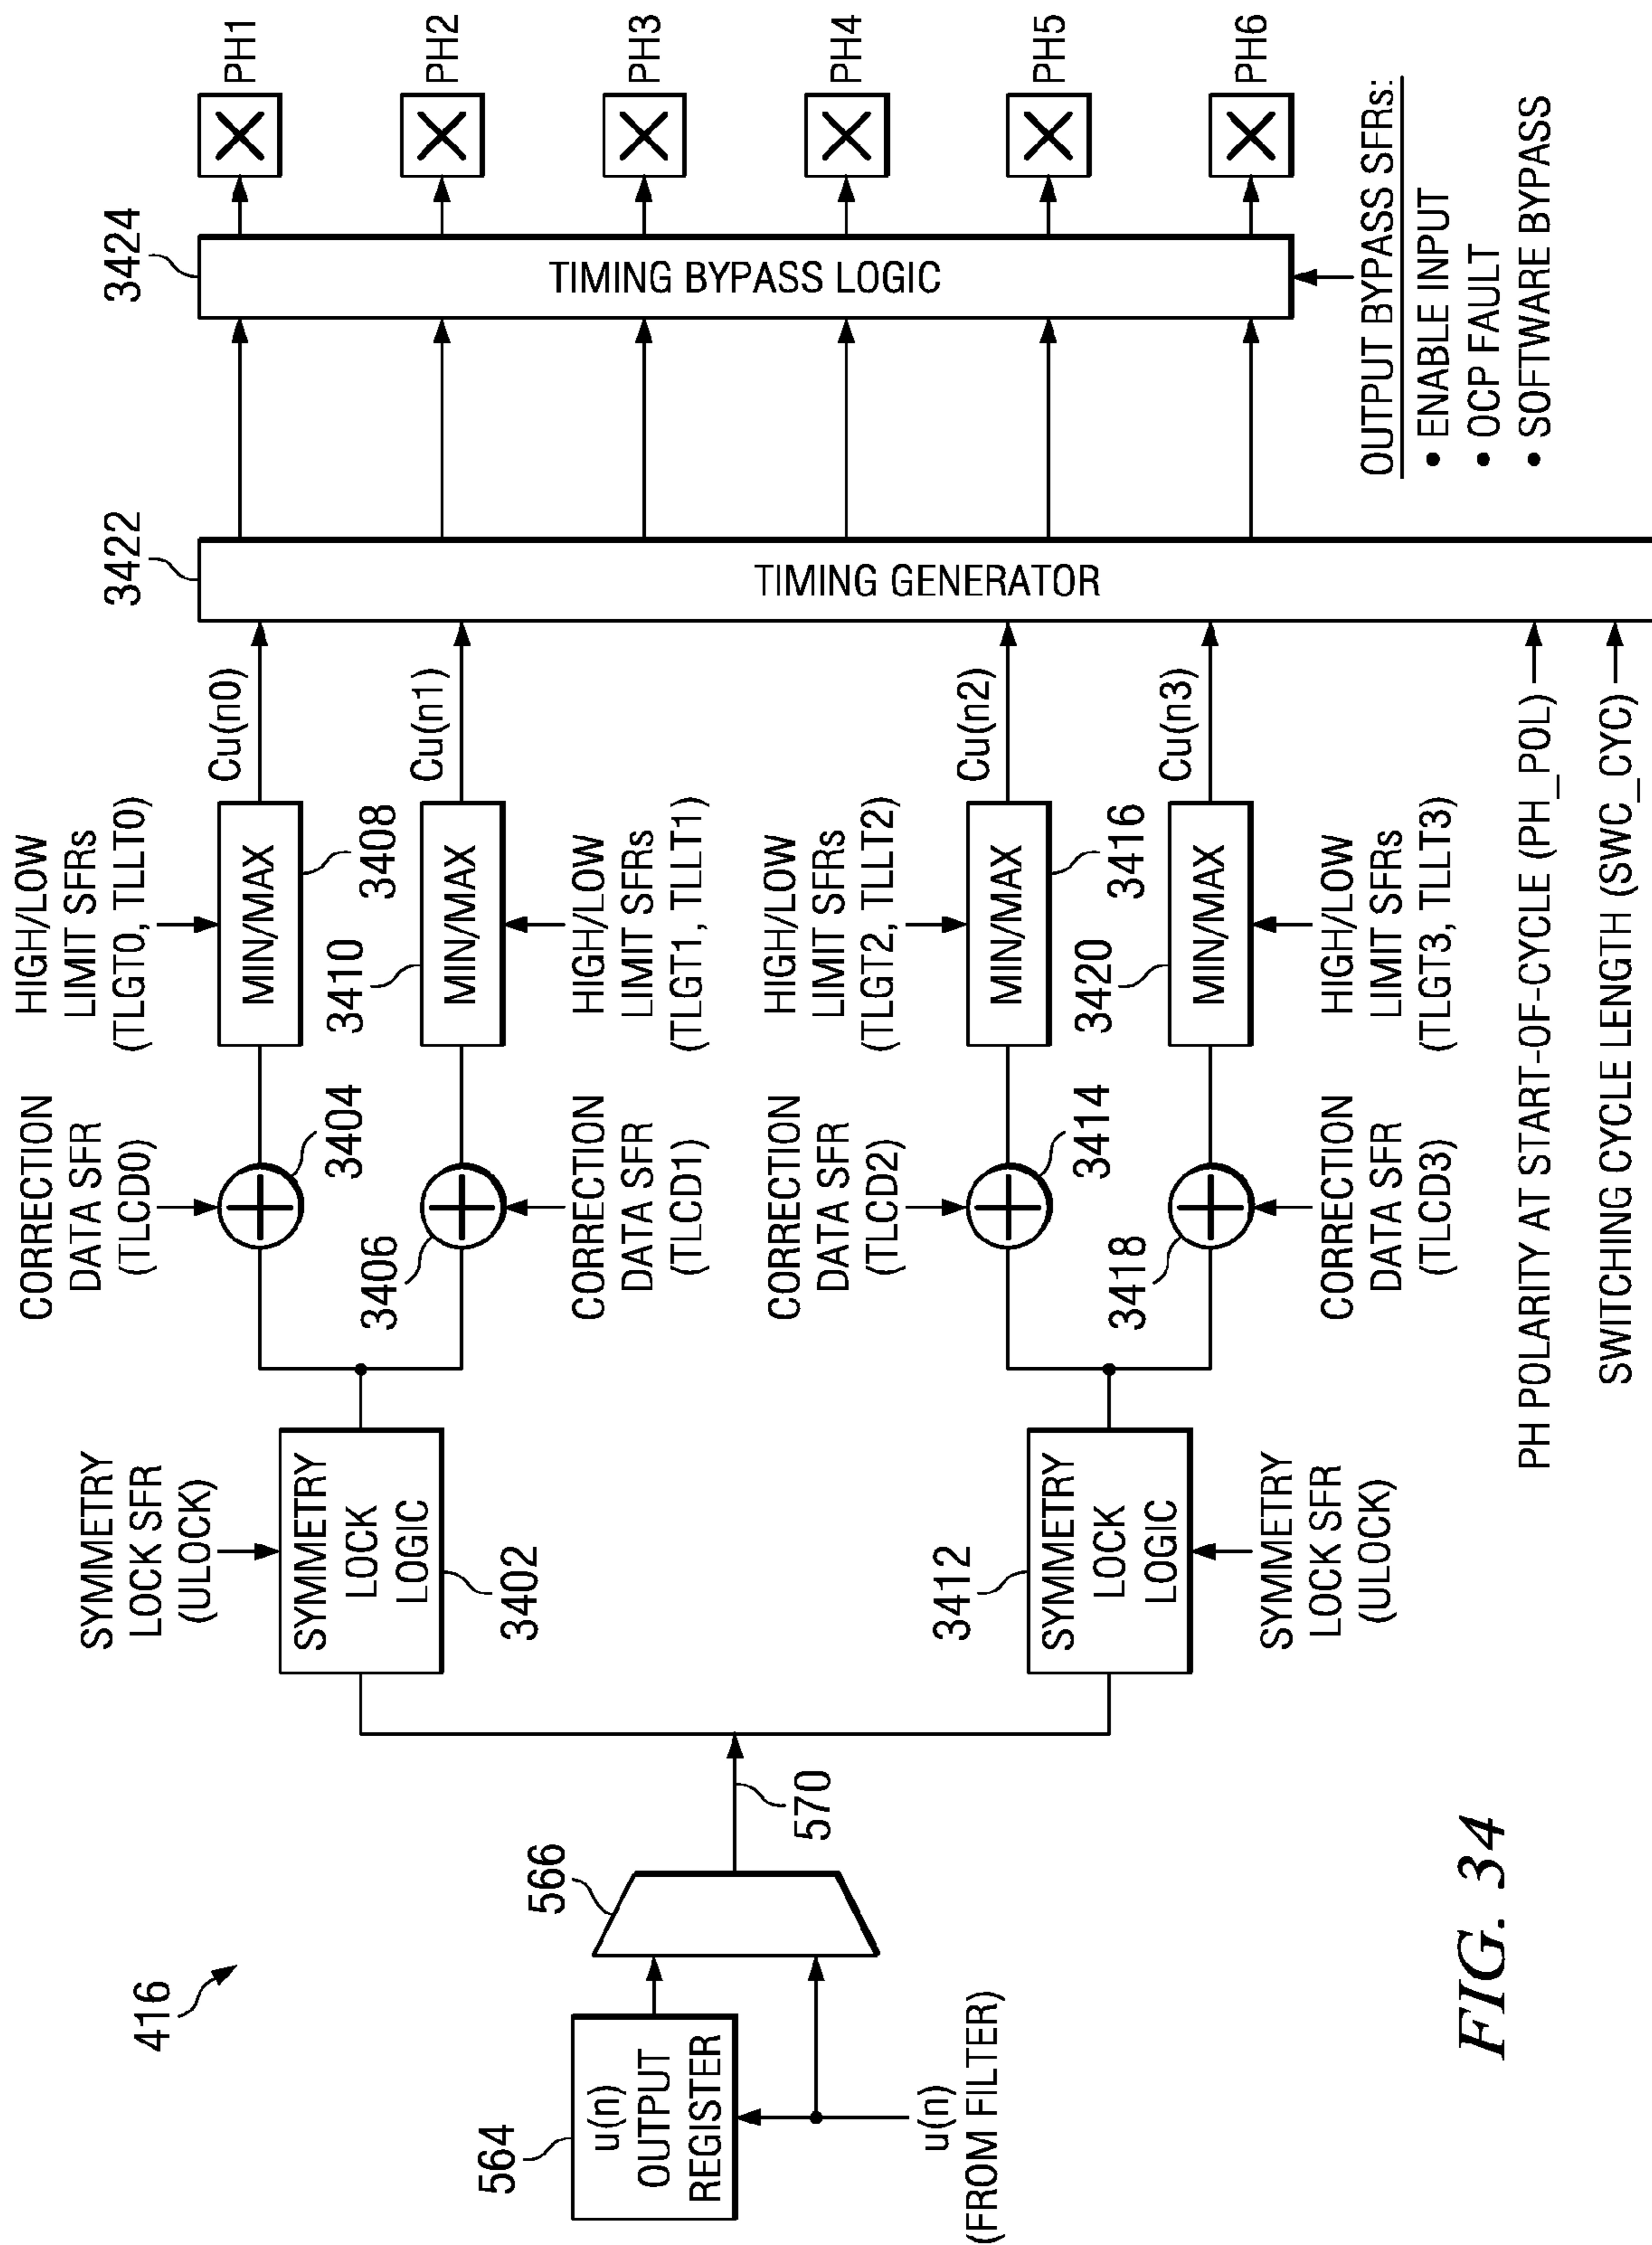 416
564
u(n)
OUTPUT
REGISTER
u(n)
(FROM FILTER)
566
570
SYMMETRY
LOCK SFR
(ULOCK)
SYMMETRY
LOCK
LOGIC
3402
3412
SYMMETRY
LOCK
LOGIC
SYMMETRY
LOCK SFR
(ULOCK)
CORRECTION
DATA SFR
(TLCD0)
3404
3406
CORRECTION
DATA SFR
(TLCD1)
CORRECTION
DATA SFR
(TLCD2)
3414
3418
CORRECTION
DATA SFR
(TLCD3)
HIGH/LOW
LIMIT SFRs
(TLGT0, TLLT0)
MIN/MAX
3408
3410
MIN/MAX
HIGH/LOW
LIMIT SFRs
(TLGT1, TLLT1)
HIGH/LOW
LIMIT SFRs
(TLGT2, TLLT2)
MIN/MAX
3416
3420
MIN/MAX
HIGH/LOW
LIMIT SFRs
(TLGT3, TLLT3)
Cu(n0)
Cu(n1)
Cu(n2)
Cu(n3)
PH POLARITY AT START-OF-CYCLE (PH_POL)
SWITCHING CYCLE LENGTH (SWC_CYC)
3422
TIMING GENERATOR
3424
TIMING BYPASS LOGIC
PH1
PH2
PH3
PH4
PH5
PH6
OUTPUT BYPASS SFRs:
• ENABLE INPUT
• OCP FAULT
• SOFTWARE BYPASS
FIG. 34